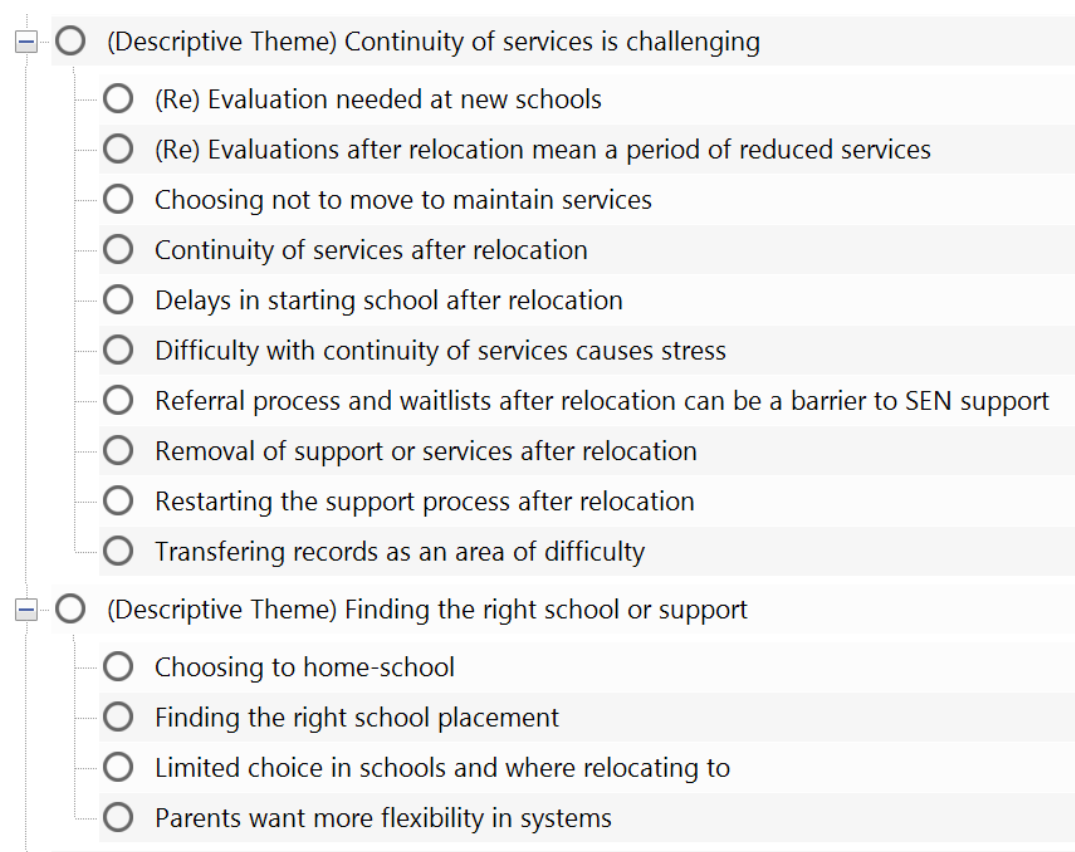 (Descriptive Theme) Continuity of services is challenging
(Re) Evaluation needed at new schools
(Re) Evaluations after relocation mean a period of reduced services
Choosing not to move to maintain services
Continuity of services after relocation
Delays in starting school after relocation
Difficulty with continuity of services causes stress
Referral process and waitlists after relocation can be a barrier to SEN support
Removal of support or services after relocation
Restarting the support process after relocation
Transfering records as an area of difficulty
(Descriptive Theme) Finding the right school or support
Choosing to home-school
Finding the right school placement
Limited choice in schools and where relocating to
Parents want more flexibility in systems